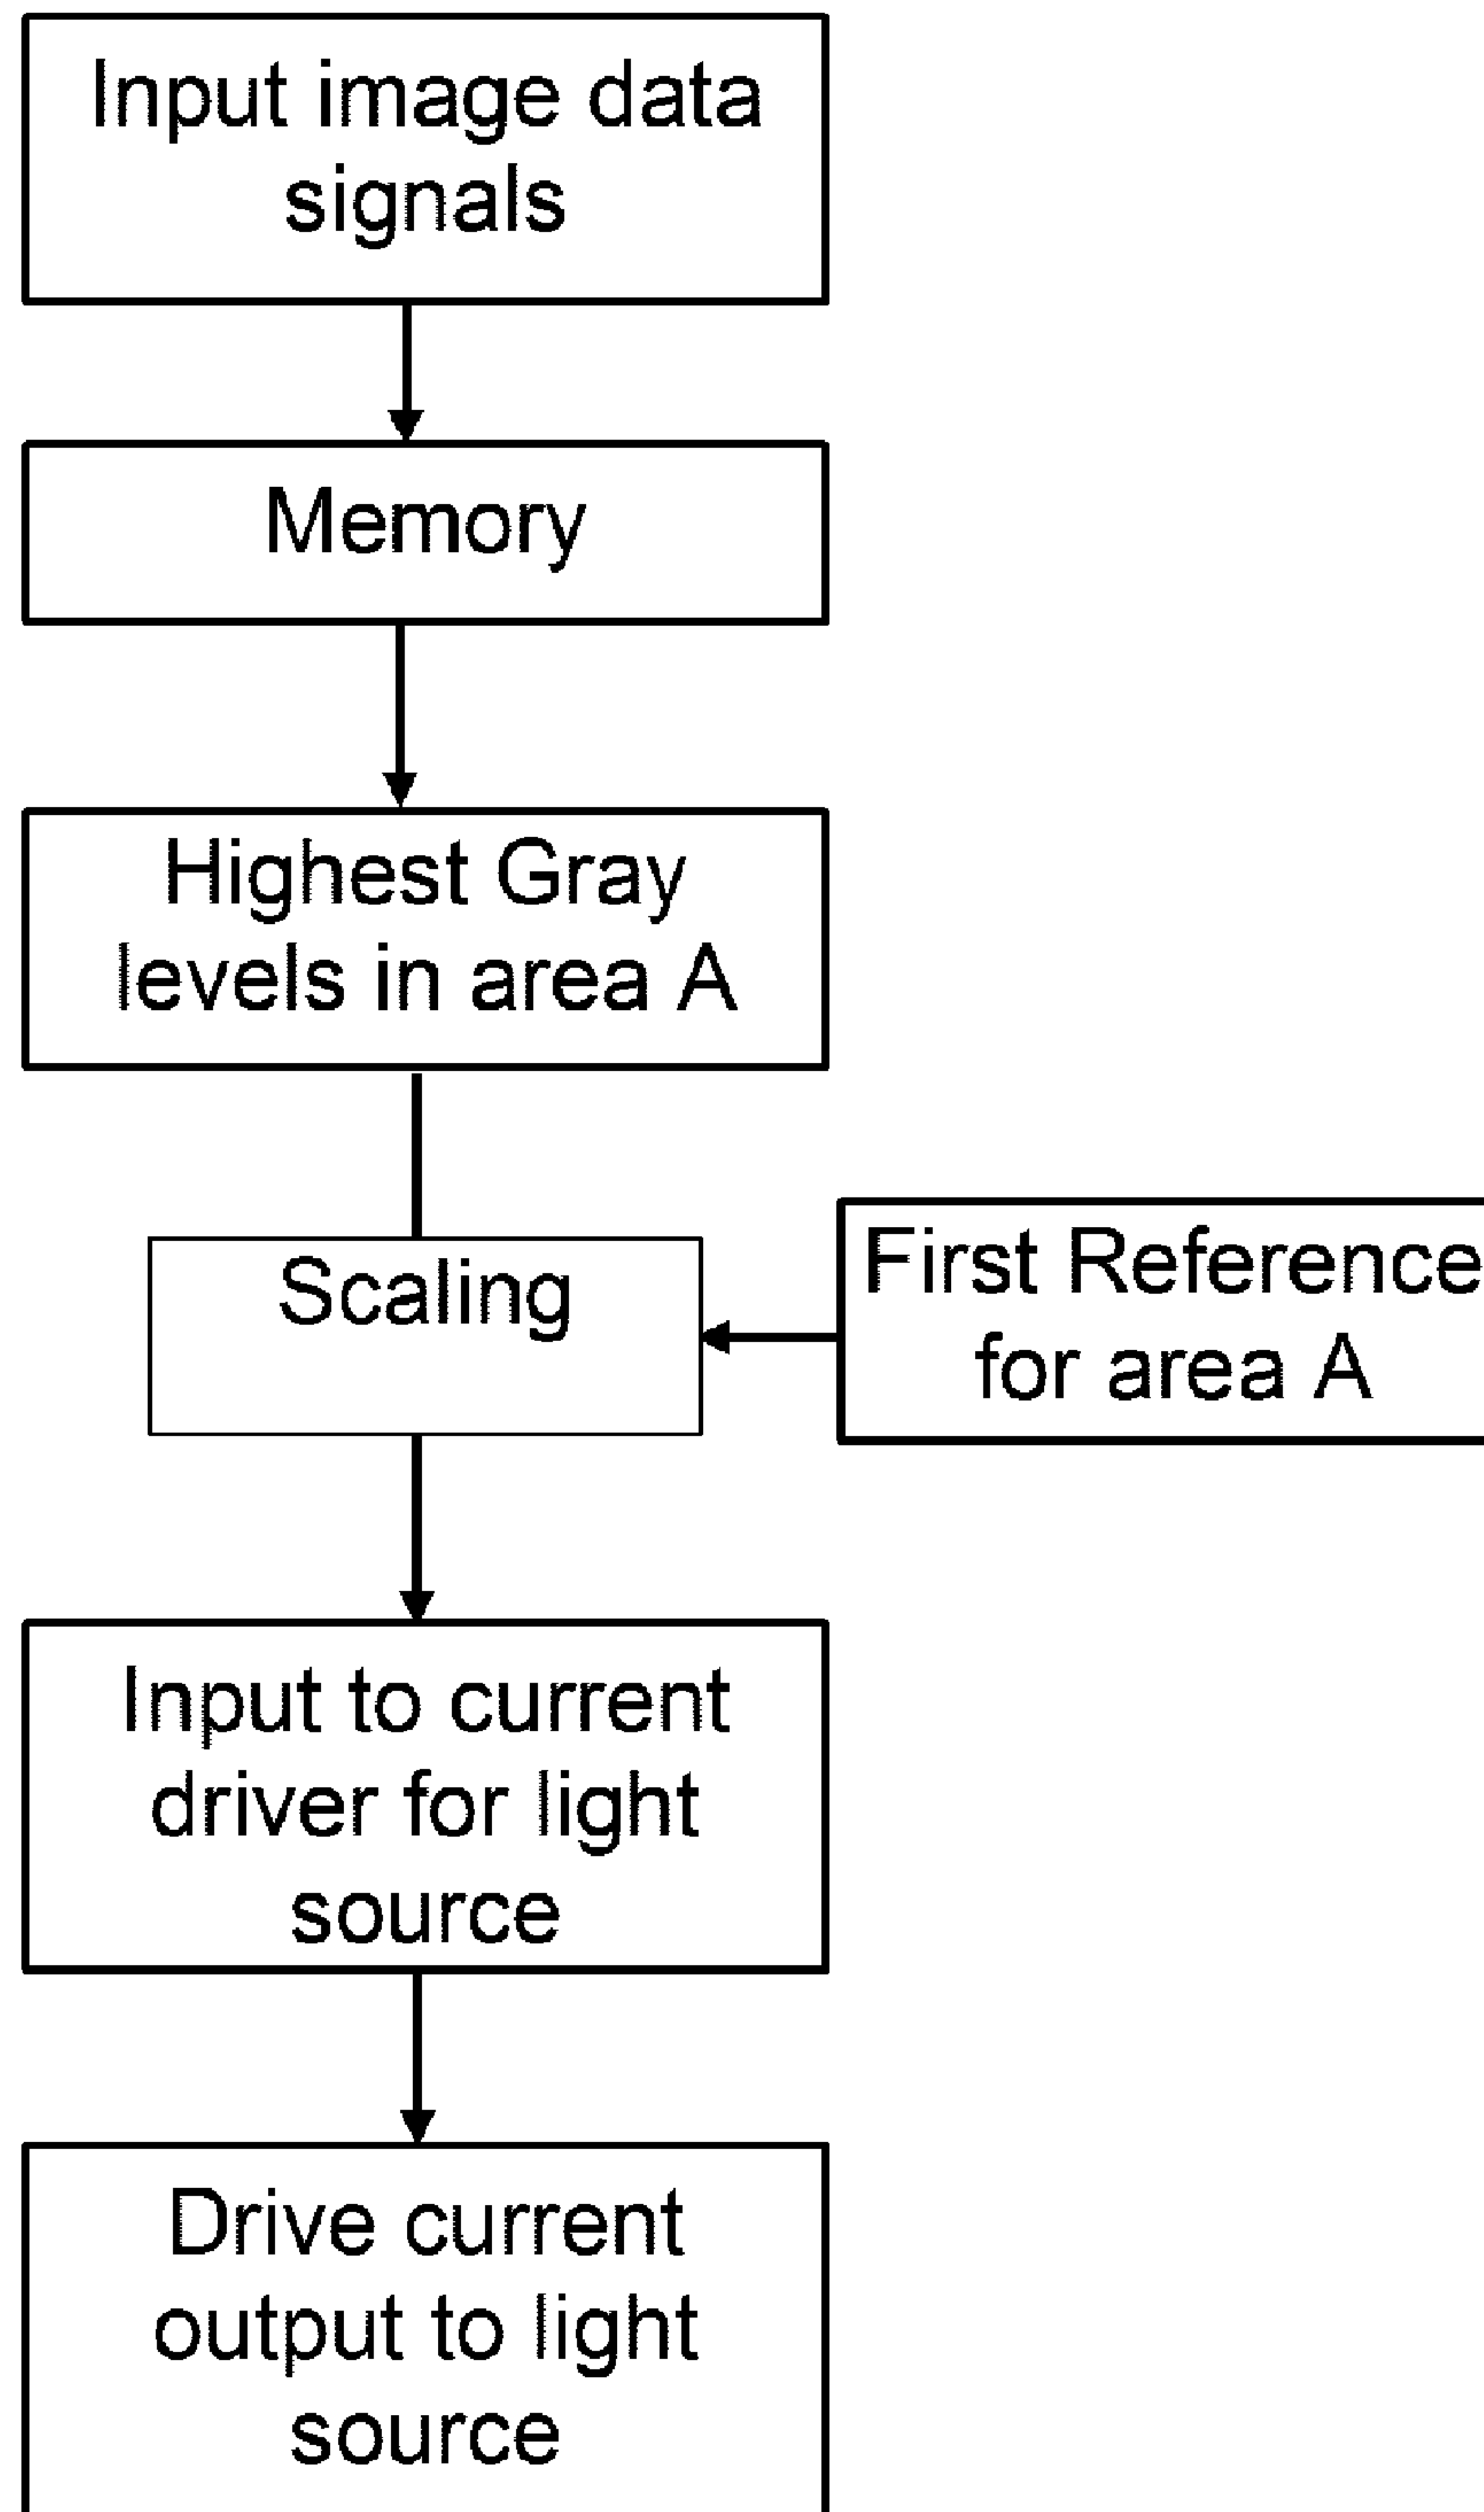 Input image data
signals
Memory
Highest Gray
levels in area A
Scaling
First Reference
for area A
Input to current
driver for light
source
Drive current
output to light
source